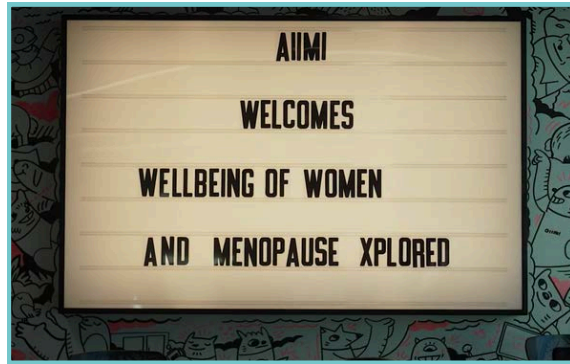 AIIMI
WELCOMES
WELLBEING OF WOMEN
AND MENOPAUSE XPLORED